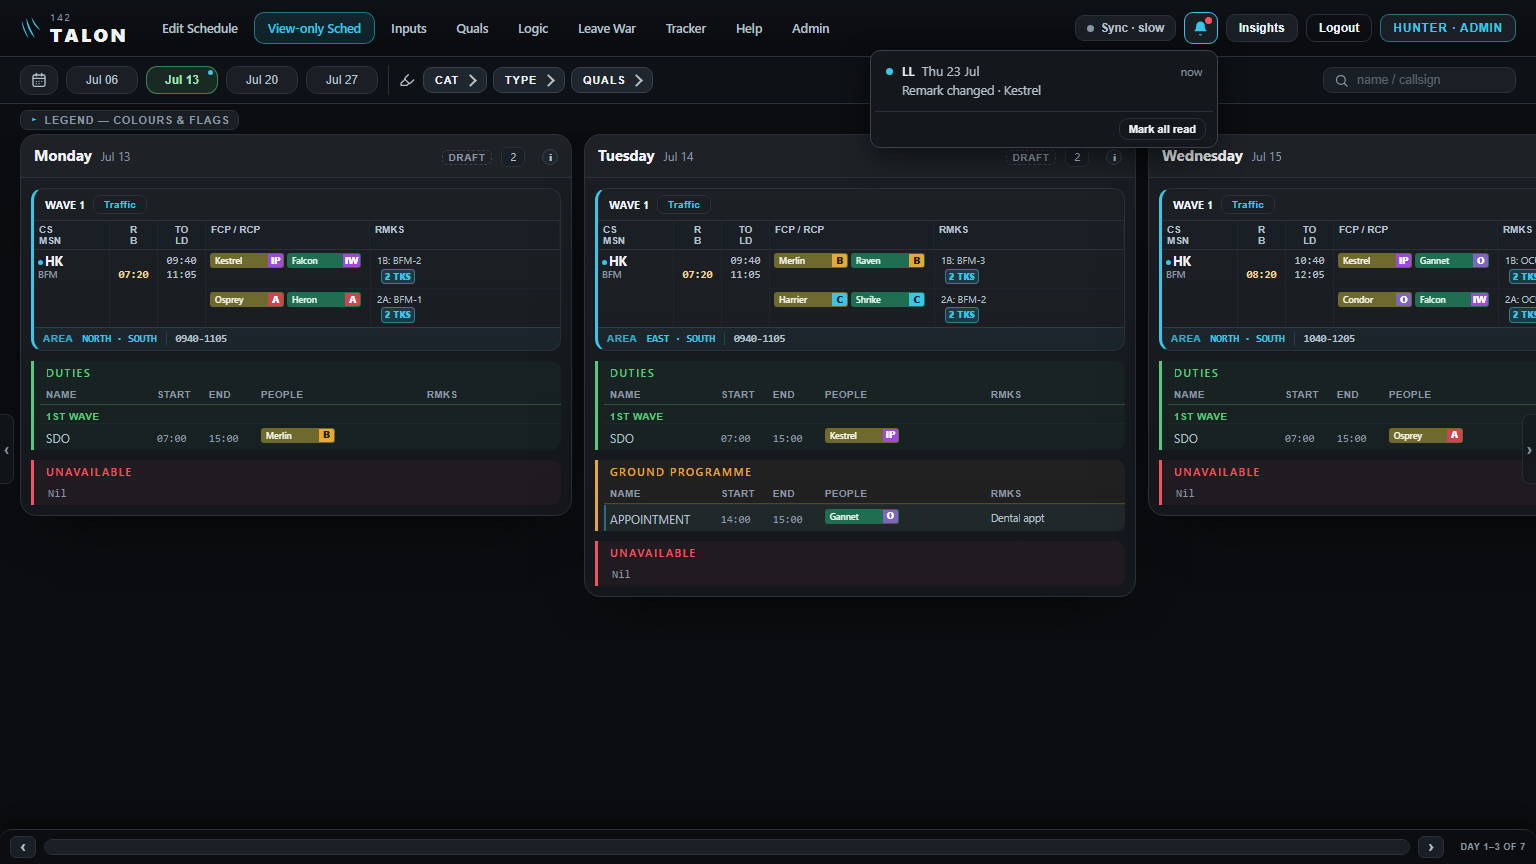 142
TALON
Edit Schedule
View-only Sched
Inputs
Quals
Logic
Leave War
Tracker
Help
Admin
Sync · slow
Insights
Logout
HUNTER · ADMIN
Jul 06
Jul 13
Jul 20
Jul 27
CAT
TYPE
QUALS
name / callsign
LL Thu 23 Jul
now
Remark changed · Kestrel
Mark all read
LEGEND — COLOURS & FLAGS
Monday Jul 13
DRAFT
2
i
WAVE 1 Traffic
CS R TO FCP / RCP RMKS
MSN B LD
HK 09:40 Kestrel IP Falcon IW 1B: BFM-2
BFM 07:20 11:05 2 TKS
Osprey A Heron A 2A: BFM-1
2 TKS
AREA NORTH · SOUTH 0940-1105
DUTIES
NAME START END PEOPLE RMKS
1ST WAVE
SDO 07:00 15:00 Merlin B
UNAVAILABLE
Nil
Tuesday Jul 14
DRAFT
2
i
WAVE 1 Traffic
CS R TO FCP / RCP RMKS
MSN B LD
HK 09:40 Merlin B Raven B 1B: BFM-3
BFM 07:20 11:05 2 TKS
Harrier C Shrike C 2A: BFM-2
2 TKS
AREA EAST · SOUTH 0940-1105
DUTIES
NAME START END PEOPLE RMKS
1ST WAVE
SDO 07:00 15:00 Kestrel IP
GROUND PROGRAMME
NAME START END PEOPLE RMKS
APPOINTMENT 14:00 15:00 Gannet O Dental appt
UNAVAILABLE
Nil
Wednesday Jul 15
WAVE 1 Traffic
CS R TO FCP / RCP RMKS
MSN B LD
HK 10:40 Kestrel IP Gannet O 1B: OCU
BFM 08:20 12:05 2 TKS
Condor O Falcon IW 2A: OCU
2 TKS
AREA NORTH · SOUTH 1040-1205
DUTIES
NAME START END PEOPLE
1ST WAVE
SDO 07:00 15:00 Osprey A
UNAVAILABLE
Nil
DAY 1–3 OF 7